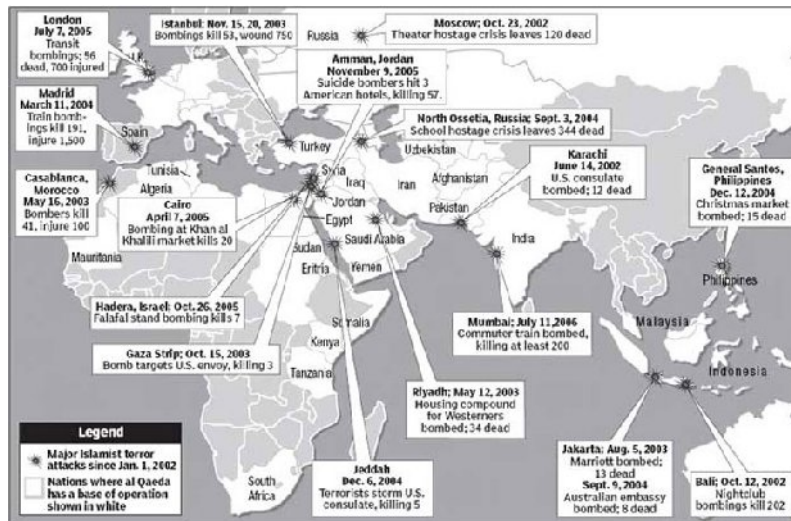 London
July 7, 2005
Transit
bombings; 56
dead, 700 injured
U.K.
Istanbul: Nov. 15, 20, 2003
Bombings kill 53, wound 750
Russia
Moscow; Oct. 23, 2002
Theater hostage crisis leaves 120 dead
Amman, Jordan
November 9, 2005
Suicide bombers hit 3
American hotels, killing 57.
Madrid
March 11, 2004
Train bomb-
ings kill 191,
injure 1,500
Spain
North Ossetia, Russia; Sept. 3, 2004
School hostage crisis leaves 344 dead
Turkey
Uzbekistan
Syria
Iraq
Iran
Afghanistan
Jordan
Pakistan
Karachi
June 14, 2002
U.S. consulate
bombed; 12 dead
General Santos,
Philippines
Dec. 12, 2004
Christmas market
bombed; 15 dead
Casablanca,
Morocco
May 16, 2003
Bombers kill
41, injure 100
Tunisia
Algeria
Cairo
April 7, 2005
Bombing at Khan al
Khalili market kills 20
Egypt
Saudi Arabia
India
Mauritania
Sudan
Eritria
Yemen
Philippines
Hadera, Israel; Oct. 26, 2005
Falafal stand bombing kills 7
Somalia
Mumbai; July 11, 2006
Commuter train bombed,
killing at least 200
Malaysia
Gaza Strip; Oct. 15, 2003
Bomb targets U.S. envoy, killing 3
Kenya
Tanzania
Indonesia
Riyadh; May 12, 2003
Housing compound
for Westerners
bombed; 34 dead
Legend
Major Islamist terror
attacks since Jan. 1, 2002
Nations where al Qaeda
has a base of operation
shown in white
South
Africa
Jeddah
Dec. 6, 2004
Terrorists storm U.S.
consulate, killing 5
Jakarta: Aug. 5, 2003
Marriott bombed;
13 dead
Sept. 9, 2004
Australian embassy
bombed; 8 dead
Bali; Oct. 12, 2002
Nightclub
bombings kill 202